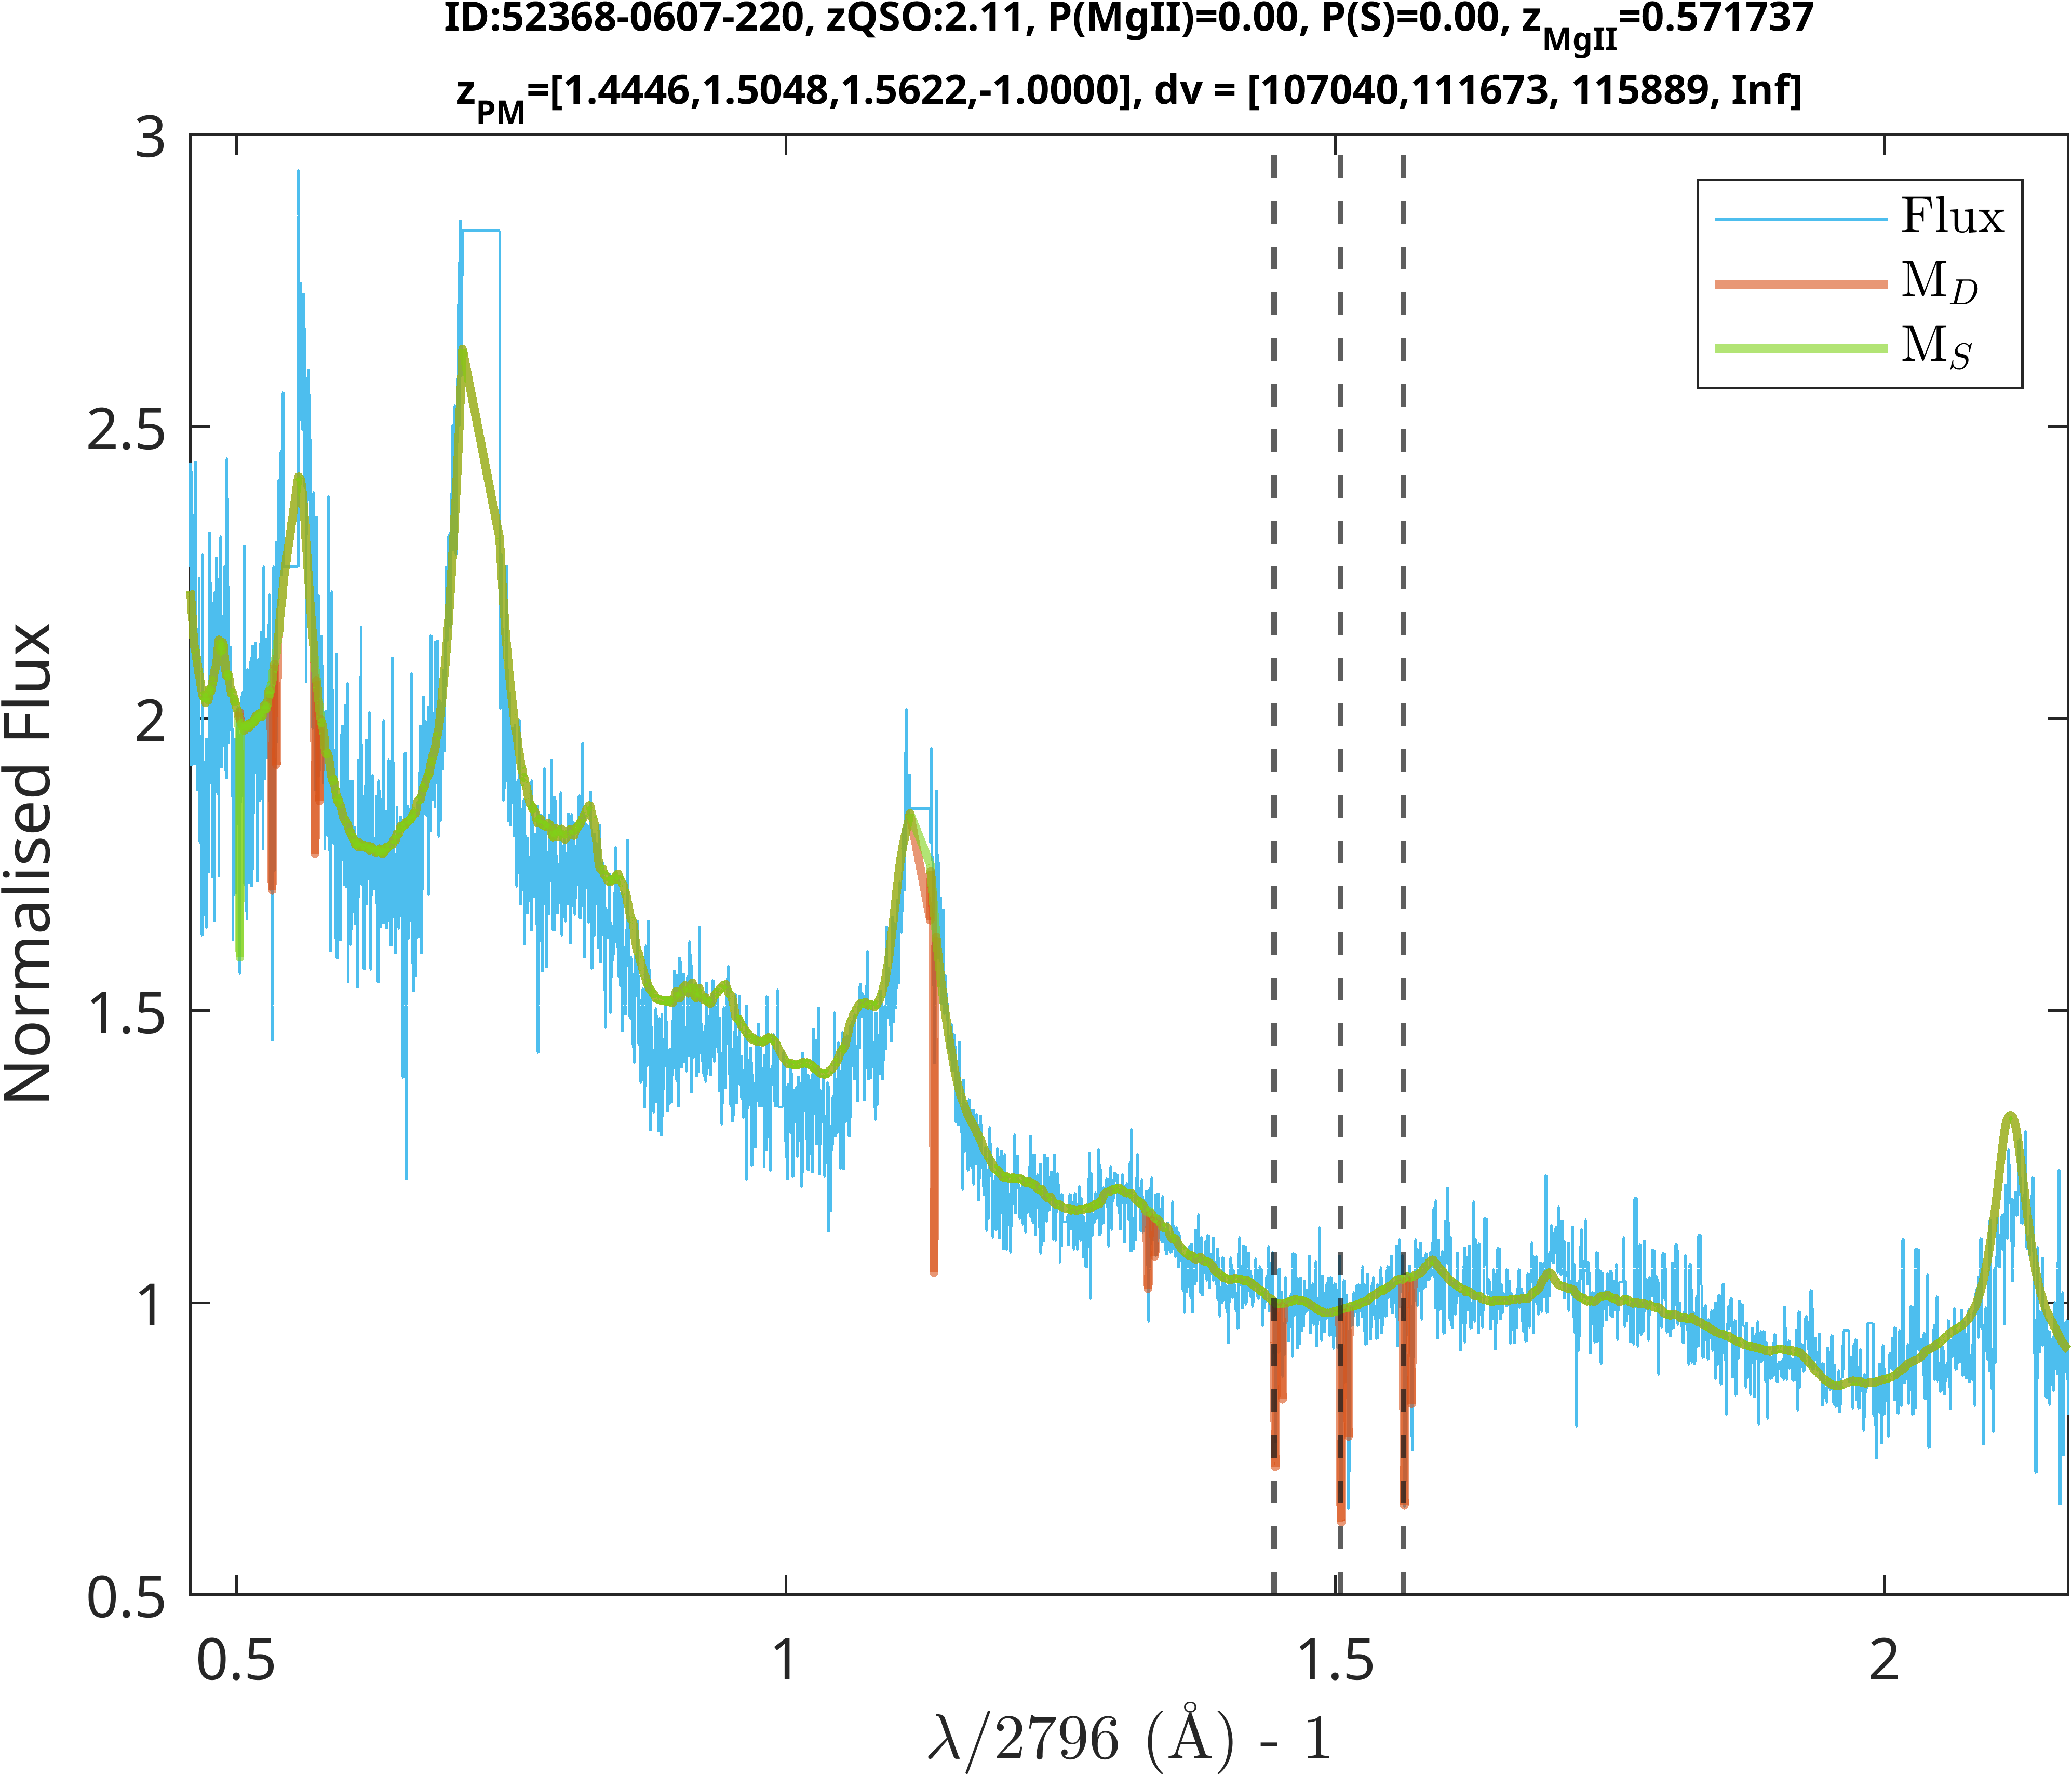 ID:52368-0607-220, zQSO:2.11, P(MgII)=0.00, P(S)=0.00, zMgII=0.571737
zPM=[1.4446,1.5048,1.5622,-1.0000], dv = [107040,111673, 115889, Inf]
3
2.5
2
1.5
1
0.5
Normalised Flux
Flux
MD
MS
0.5
1
1.5
2
λ/2796 (Å) - 1